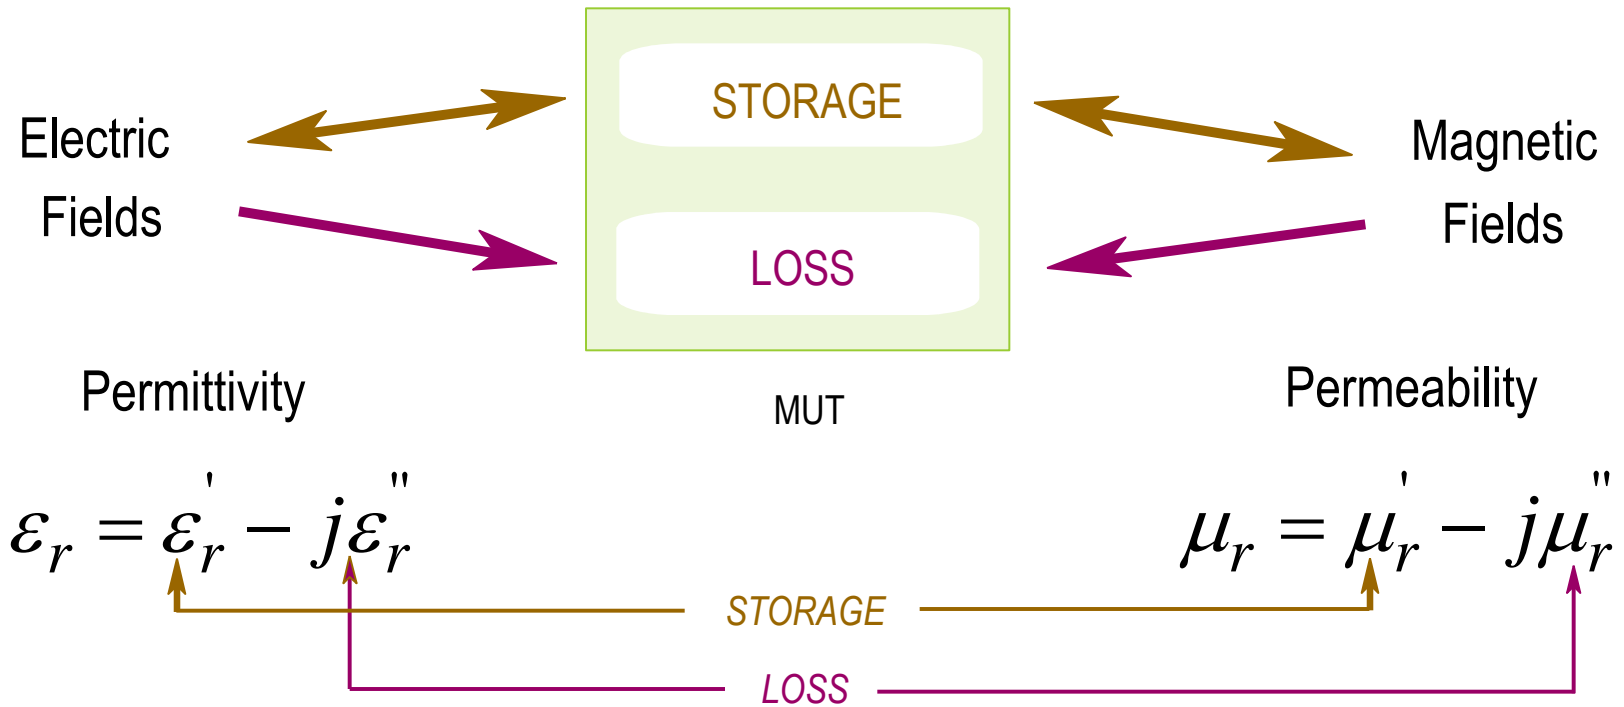 STORAGE
Electric
Fields
Magnetic
Fields
LOSS
Permittivity
MUT
Permeability
εᵣ = εᵣ' − jεᵣ''
μᵣ = μᵣ' − jμᵣ''
STORAGE
LOSS